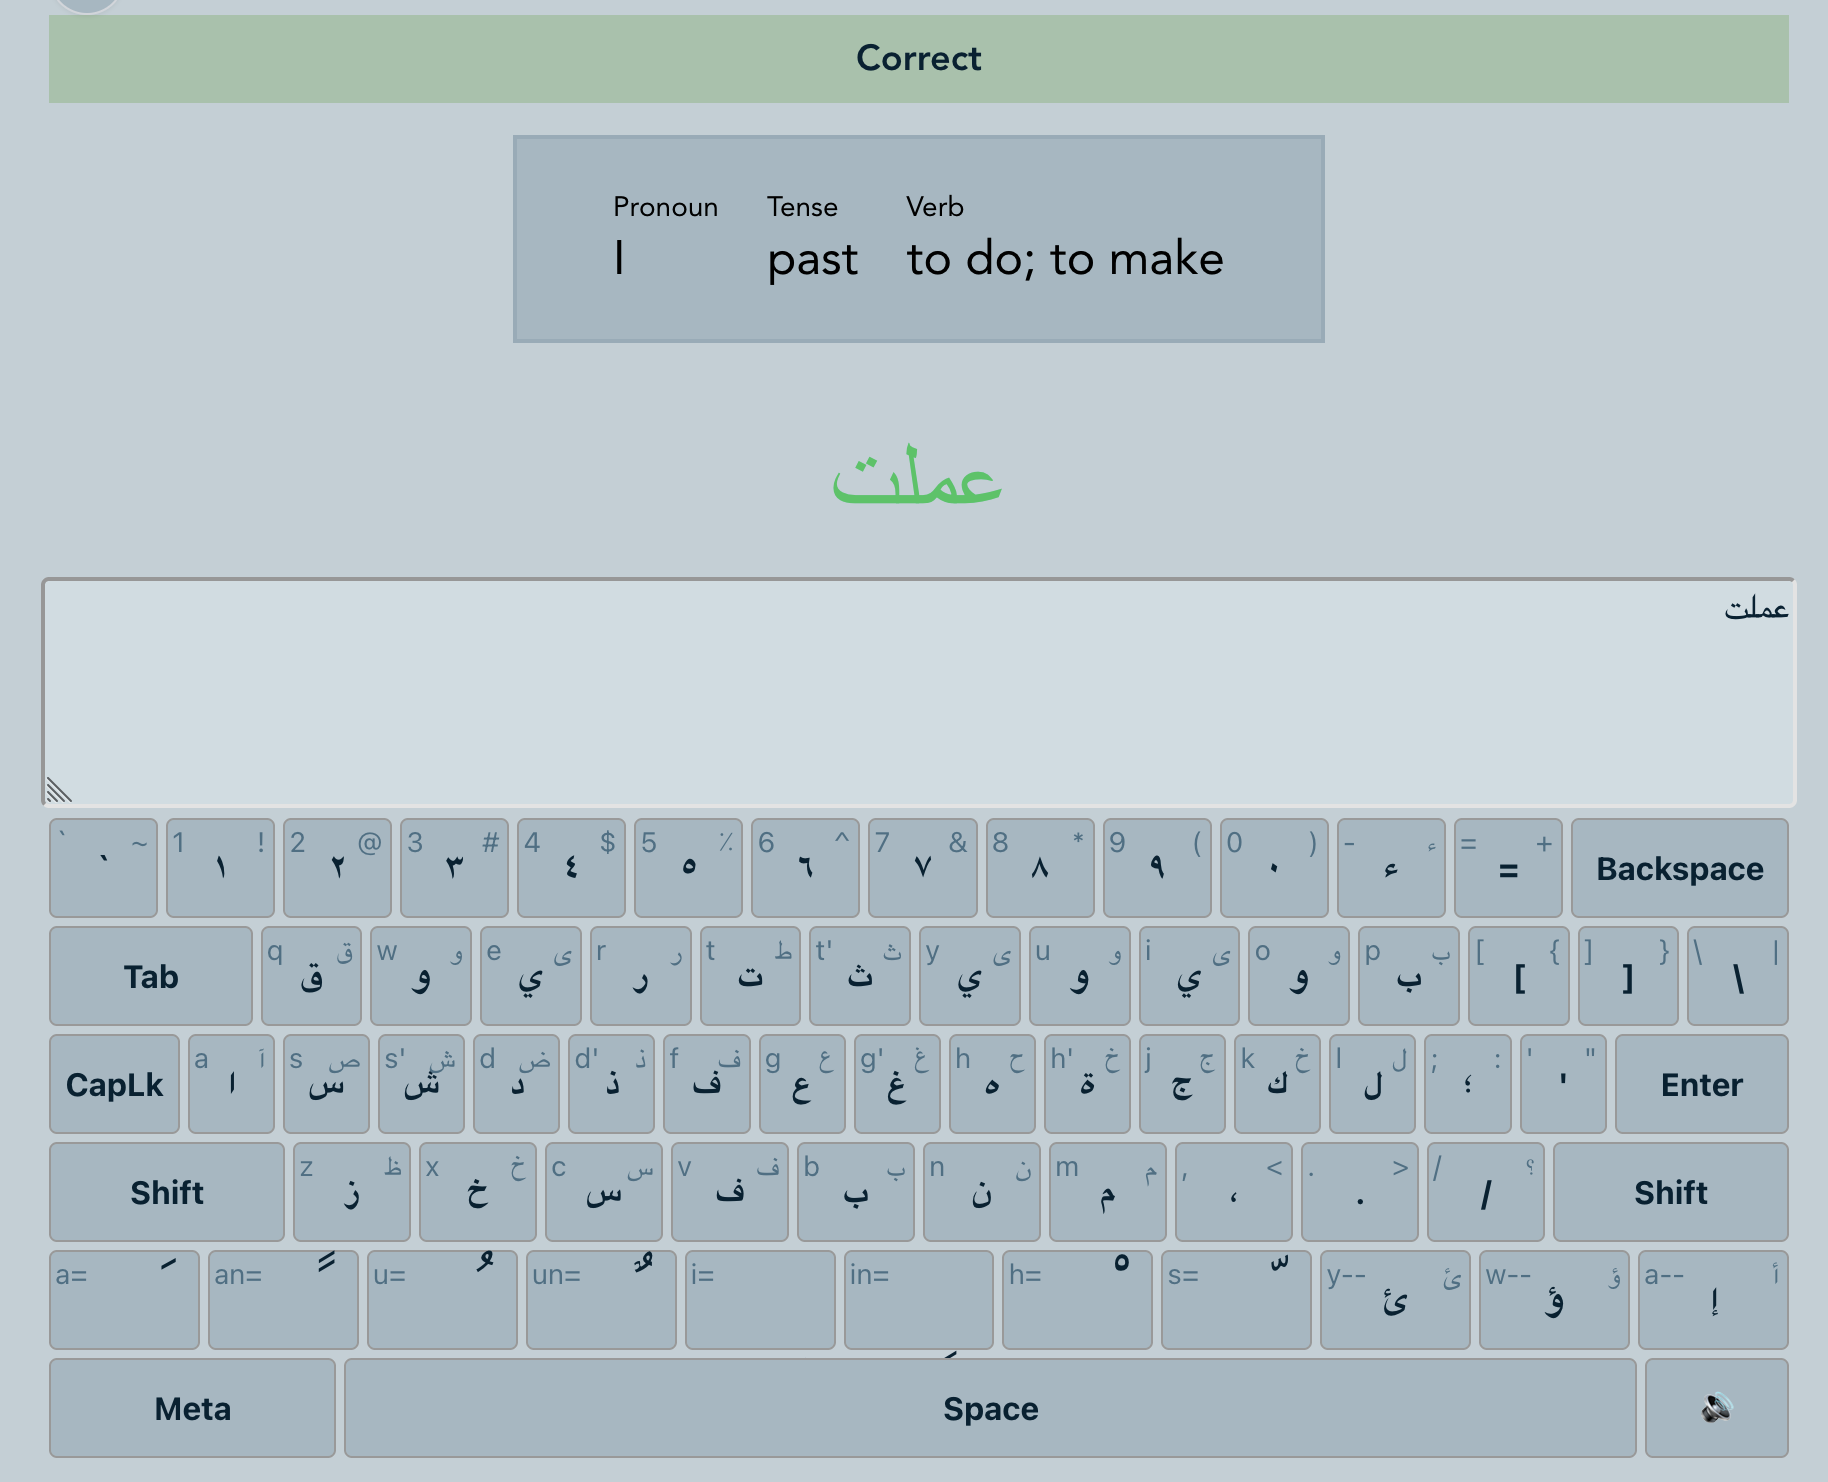 Correct
Pronoun Tense Verb
I past to do; to make
عملت
عملت
` ` ~ 1 ١ ! 2 ٢ @ 3 ٣ # 4 ٤ $ 5 ٥ ٪ 6 ٦ ^ 7 ٧ & 8 ٨ * 9 ٩ ( 0 ٠ ) - ء ء = = + Backspace
Tab q ق ق w و و e ي ى r ر ر t ت ط t' ث ث y ي ى u و و i ي ى o و و p ب ب [ [ { ] ] } \ \ |
CapLk a ا آ s س ص s' ش ش d د ض d' ذ ذ f ف ف g ع ع g' غ غ h ه ح h' ة خ j ج ج k ك خ l ل ل ; ؛ : ' ' " Enter
Shift z ز ظ x خ خ c س س v ف ف b ب ب n ن ن m م م , ، < . . > / / ؟ Shift
a= َ an= ً u= ُ un= ٌ i= in= h= ْ s= ّ y-- ئ ئ w-- ؤ ؤ a-- إ أ
Meta Space